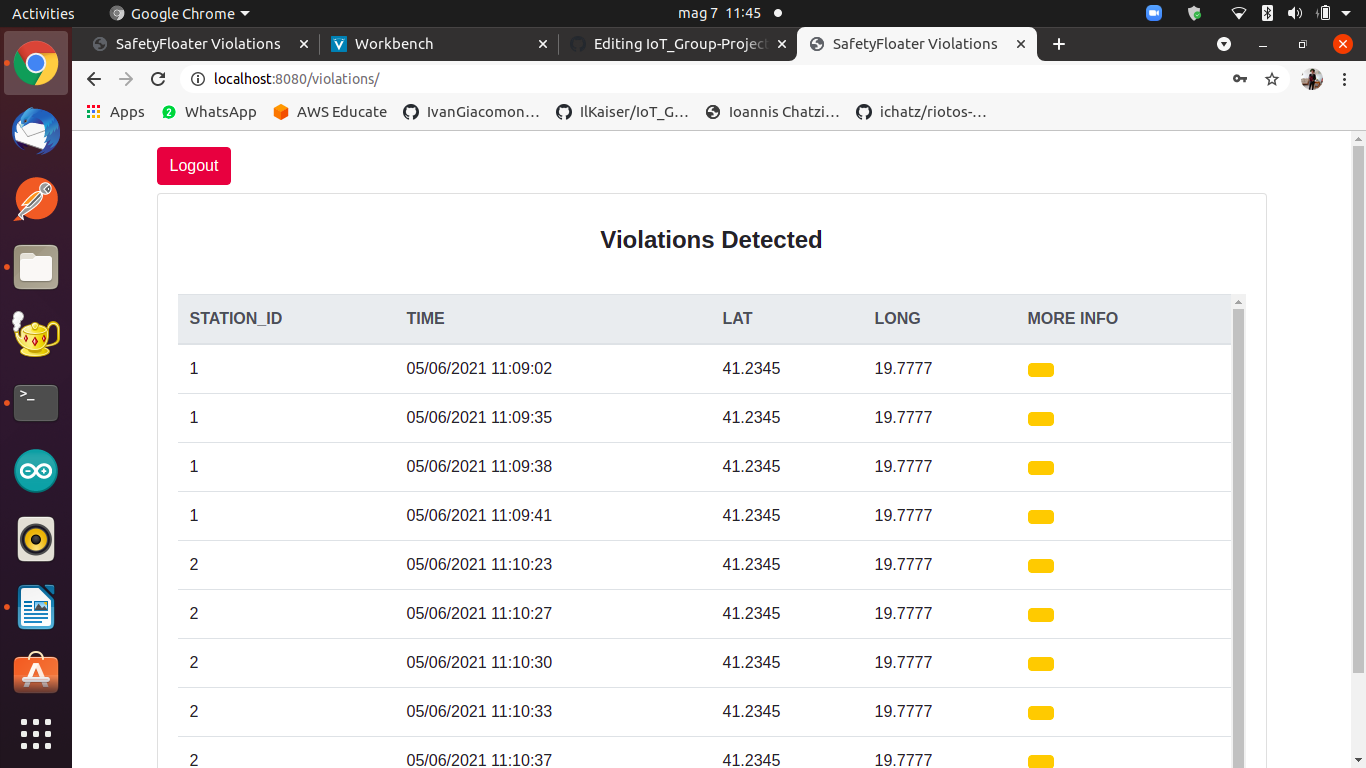 Activities Google Chrome mag 7 11:45
SafetyFloater Violations Workbench Editing IoT_Group-Project SafetyFloater Violations
localhost:8080/violations/
Apps 2 WhatsApp AWS Educate IvanGiacomon… IlKaiser/IoT_G… Ioannis Chatzi… ichatz/riotos-…
Logout
Violations Detected
STATION_ID TIME LAT LONG MORE INFO
1 05/06/2021 11:09:02 41.2345 19.7777
1 05/06/2021 11:09:35 41.2345 19.7777
1 05/06/2021 11:09:38 41.2345 19.7777
1 05/06/2021 11:09:41 41.2345 19.7777
2 05/06/2021 11:10:23 41.2345 19.7777
2 05/06/2021 11:10:27 41.2345 19.7777
2 05/06/2021 11:10:30 41.2345 19.7777
2 05/06/2021 11:10:33 41.2345 19.7777
2 05/06/2021 11:10:37 41.2345 19.7777